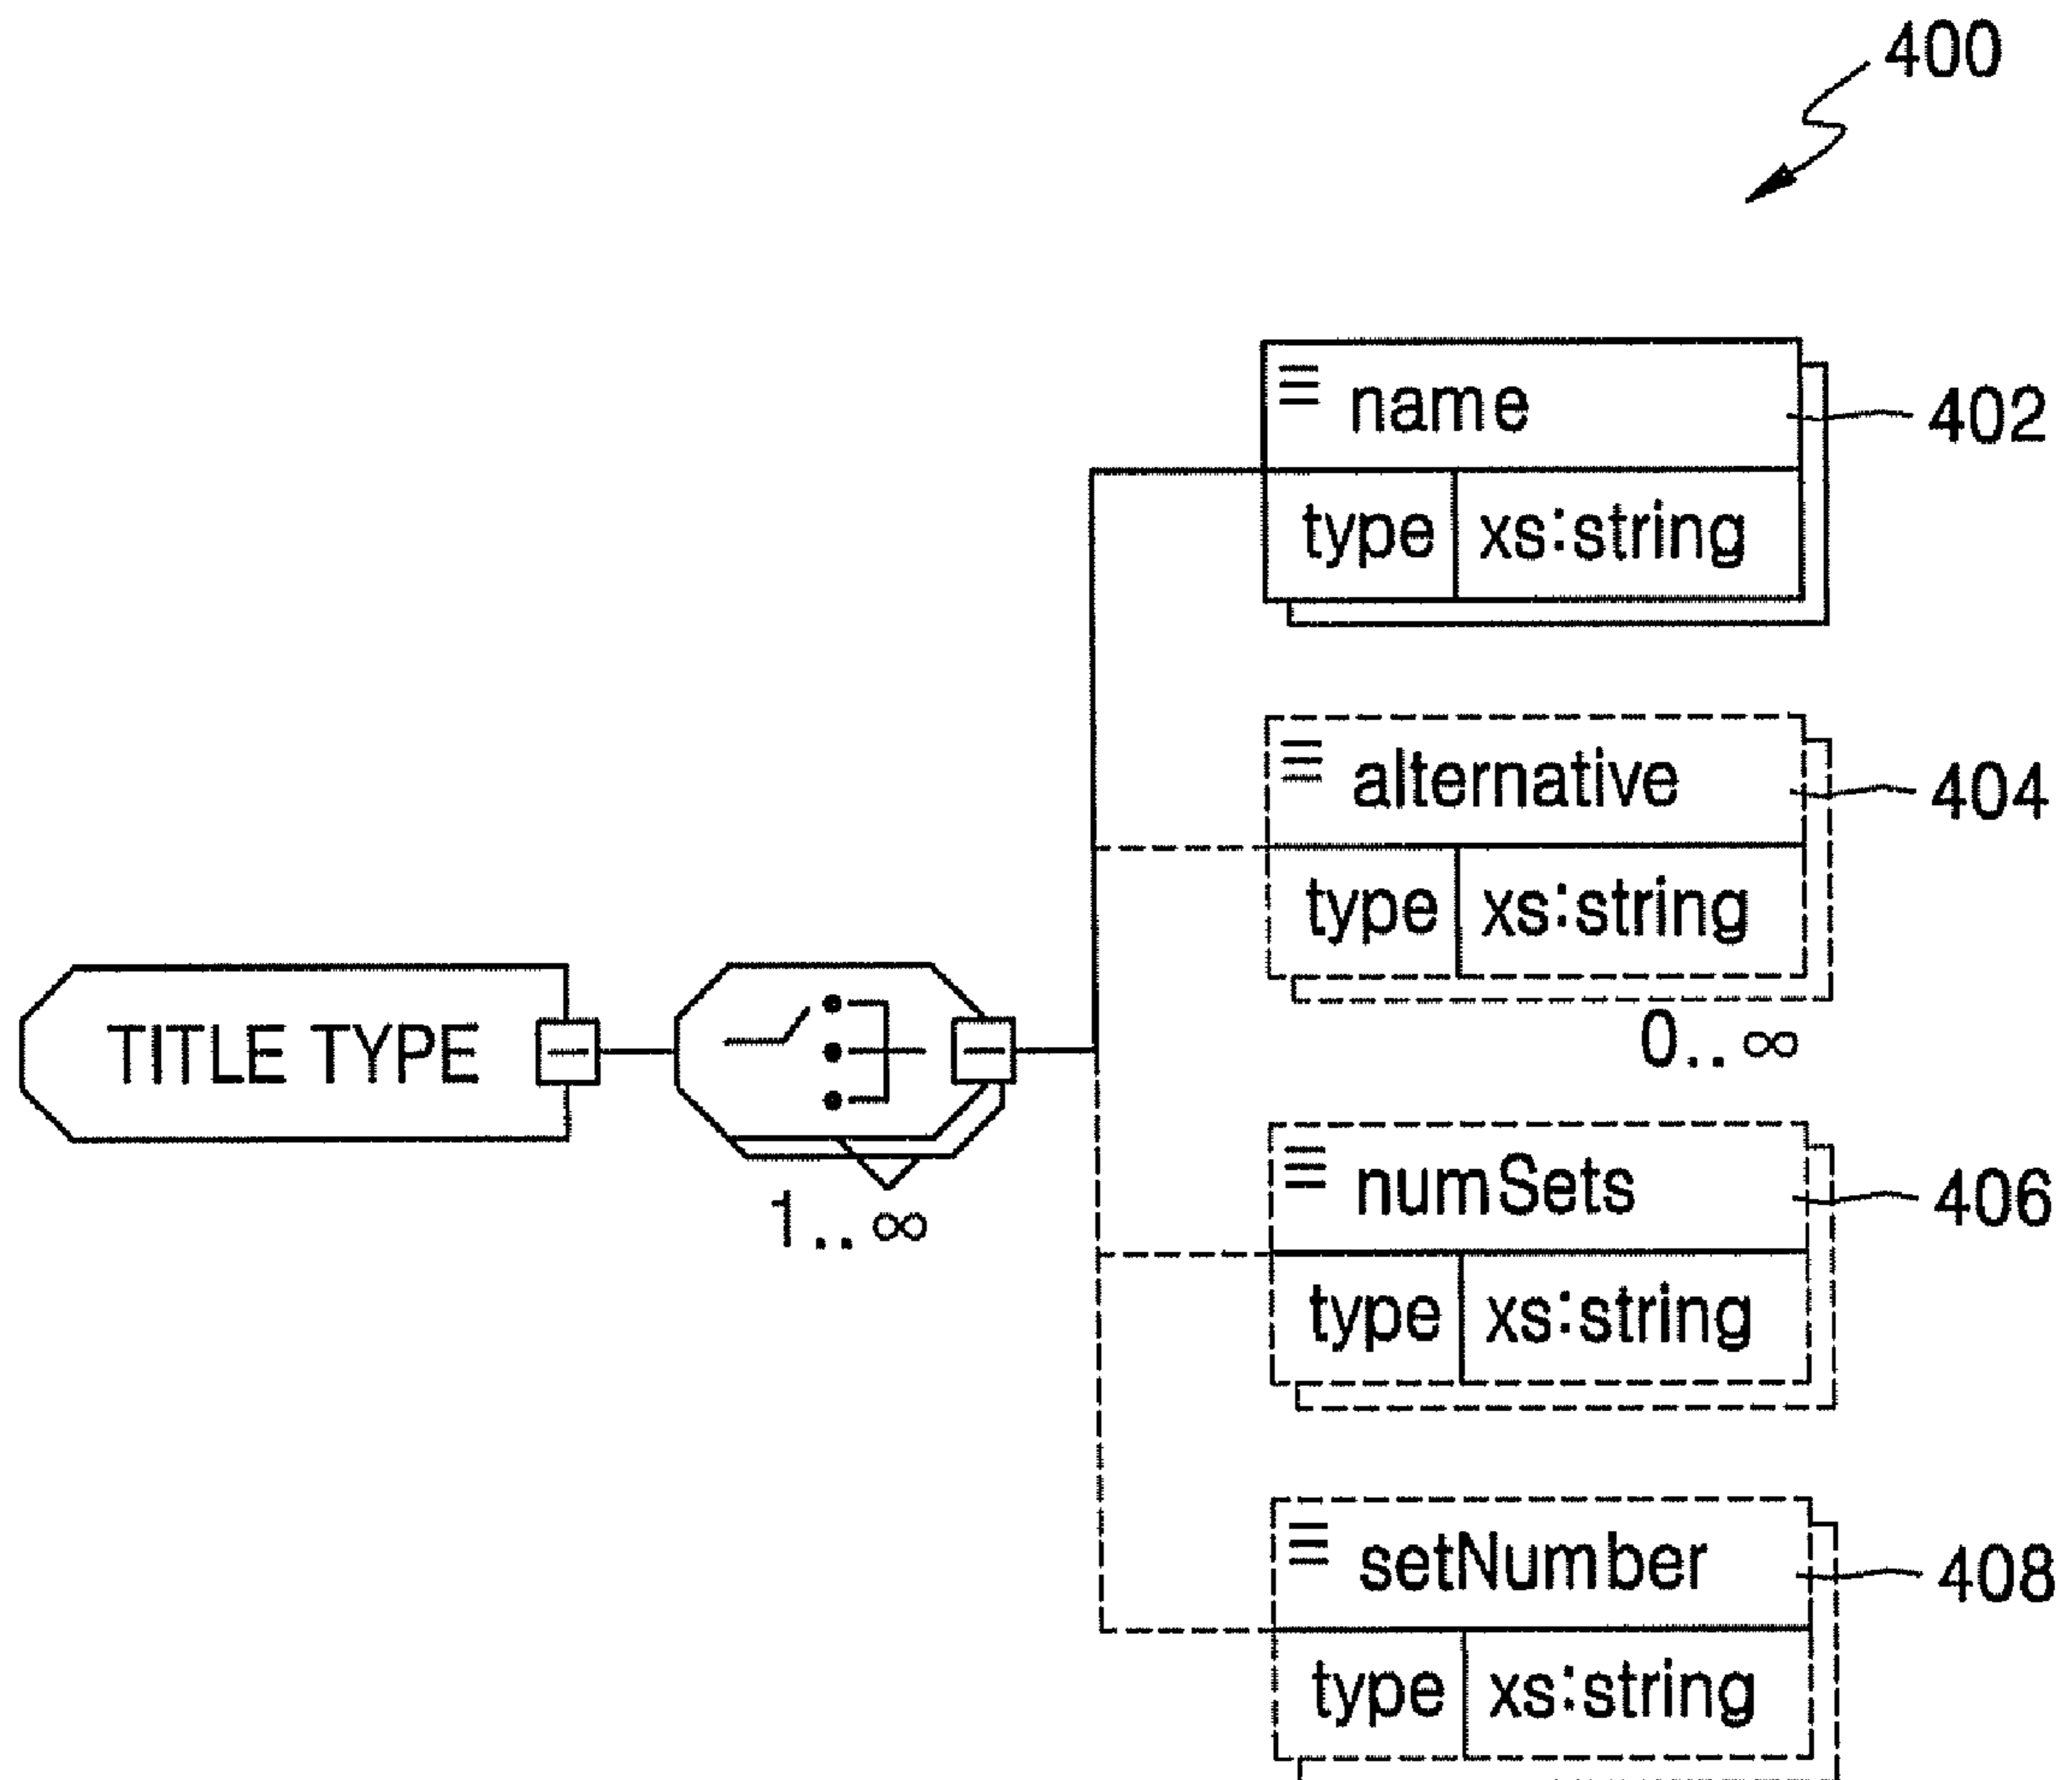 400
name
402
type xs:string
alternative
404
type xs:string
0..∞
TITLE TYPE
1..∞
numSets
406
type xs:string
setNumber
408
type xs:string